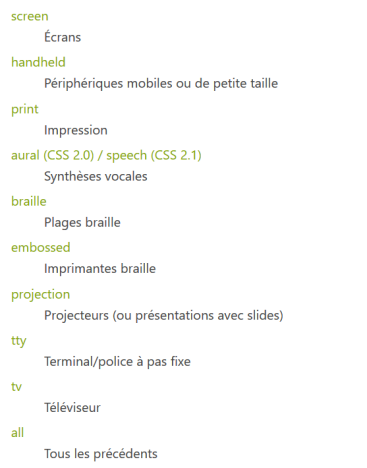 screen
Écrans
handheld
Périphériques mobiles ou de petite taille
print
Impression
aural (CSS 2.0) / speech (CSS 2.1)
Synthèses vocales
braille
Plages braille
embossed
Imprimantes braille
projection
Projecteurs (ou présentations avec slides)
tty
Terminal/police à pas fixe
tv
Téléviseur
all
Tous les précédents